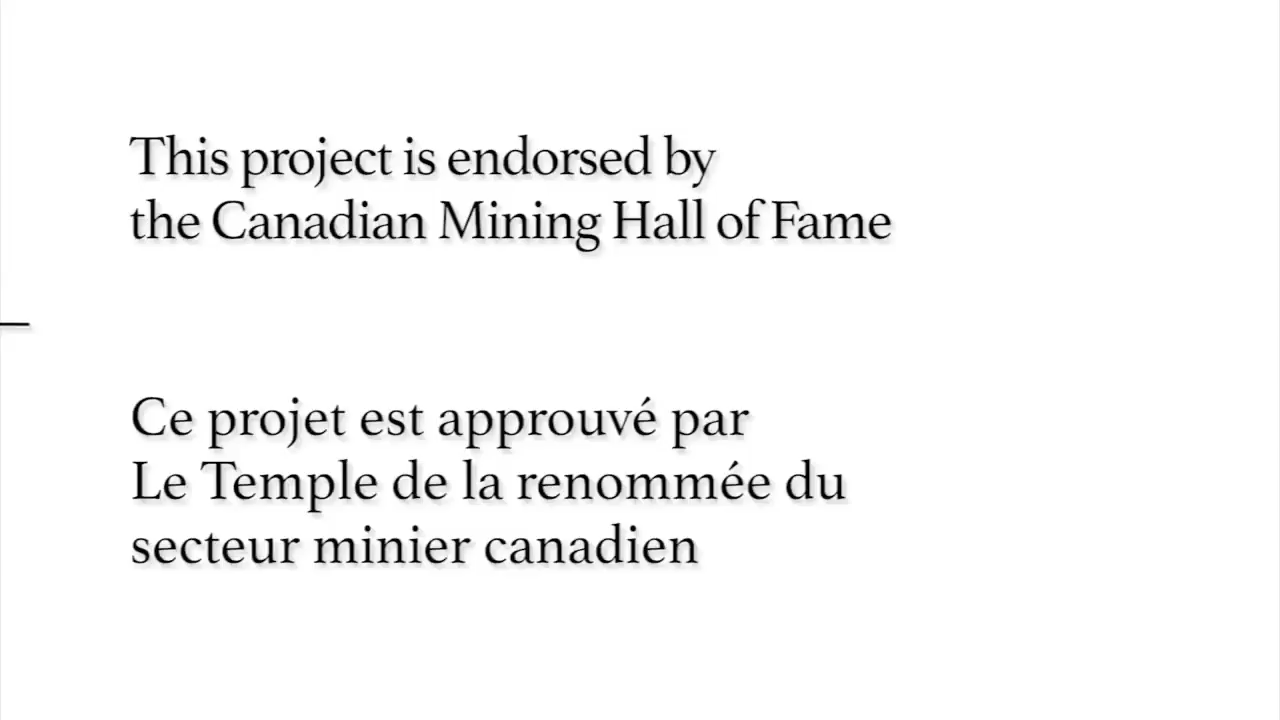 This project is endorsed by
the Canadian Mining Hall of Fame
Ce projet est approuvé par
Le Temple de la renommée du
secteur minier canadien